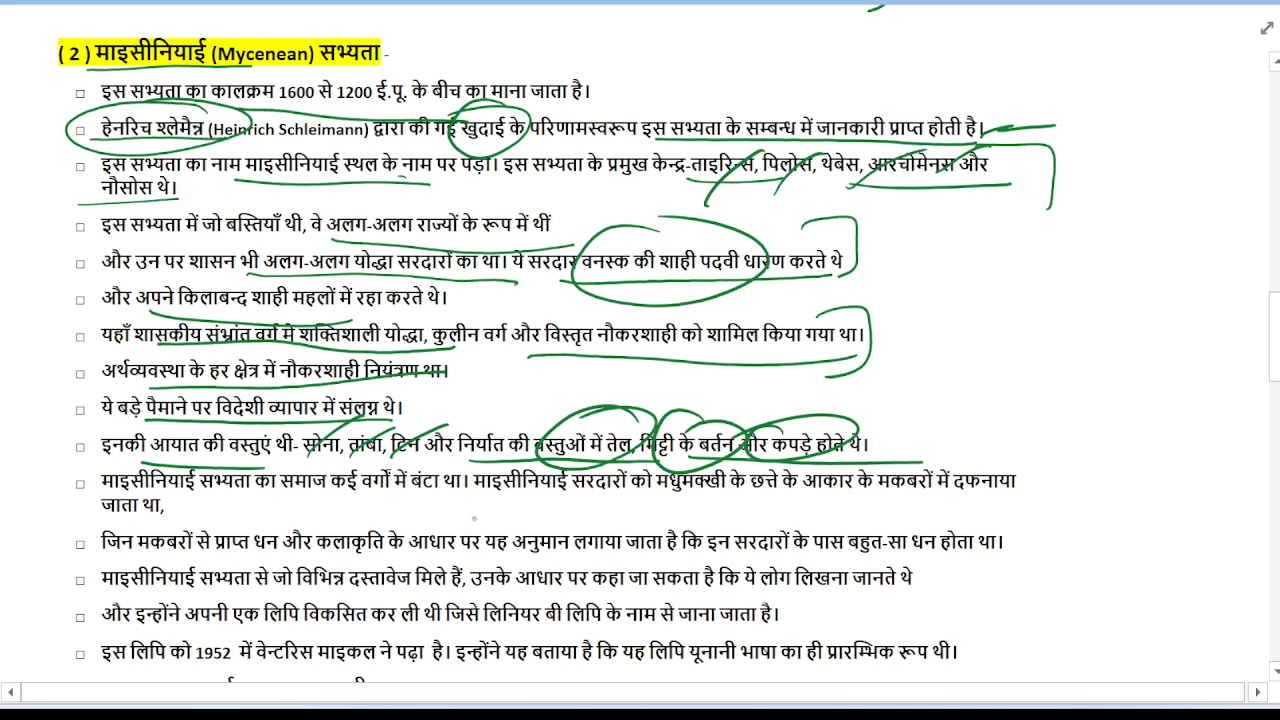 ( 2 ) माइसीनियाई (Mycenean) सभ्यता -
□ इस सभ्यता का कालक्रम 1600 से 1200 ई.पू. के बीच का माना जाता है।
□ हेनरिच श्लेमैन्न (Heinrich Schleimann) द्वारा की गई खुदाई के परिणामस्वरूप इस सभ्यता के सम्बन्ध में जानकारी प्राप्त होती है।
□ इस सभ्यता का नाम माइसीनियाई स्थल के नाम पर पड़ा। इस सभ्यता के प्रमुख केन्द्र-ताइरिन्स, पिलोस, थेबेस, आरचोमेनस और
नौसोस थे।
□ इस सभ्यता में जो बस्तियाँ थी, वे अलग-अलग राज्यों के रूप में थीं
□ और उन पर शासन भी अलग-अलग योद्धा सरदारों का था। ये सरदार वनस्क की शाही पदवी धारण करते थे
□ और अपने किलाबन्द शाही महलों में रहा करते थे।
□ यहाँ शासकीय संभ्रांत वर्ग में शक्तिशाली योद्धा, कुलीन वर्ग और विस्तृत नौकरशाही को शामिल किया गया था।
□ अर्थव्यवस्था के हर क्षेत्र में नौकरशाही नियंत्रण था।
□ ये बड़े पैमाने पर विदेशी व्यापार में संलग्न थे।
□ इनकी आयात की वस्तुएं थी- सोना, तांबा, टिन और निर्यात की वस्तुओं में तेल, मिट्टी के बर्तन और कपड़े होते थे।
□ माइसीनियाई सभ्यता का समाज कई वर्गों में बंटा था। माइसीनियाई सरदारों को मधुमक्खी के छत्ते के आकार के मकबरों में दफनाया
जाता था,
□ जिन मकबरों से प्राप्त धन और कलाकृति के आधार पर यह अनुमान लगाया जाता है कि इन सरदारों के पास बहुत-सा धन होता था।
□ माइसीनियाई सभ्यता से जो विभिन्न दस्तावेज मिले हैं, उनके आधार पर कहा जा सकता है कि ये लोग लिखना जानते थे
□ और इन्होंने अपनी एक लिपि विकसित कर ली थी जिसे लिनियर बी लिपि के नाम से जाना जाता है।
□ इस लिपि को 1952 में वेन्टरिस माइकल ने पढ़ा है। इन्होंने यह बताया है कि यह लिपि यूनानी भाषा का ही प्रारम्भिक रूप थी।